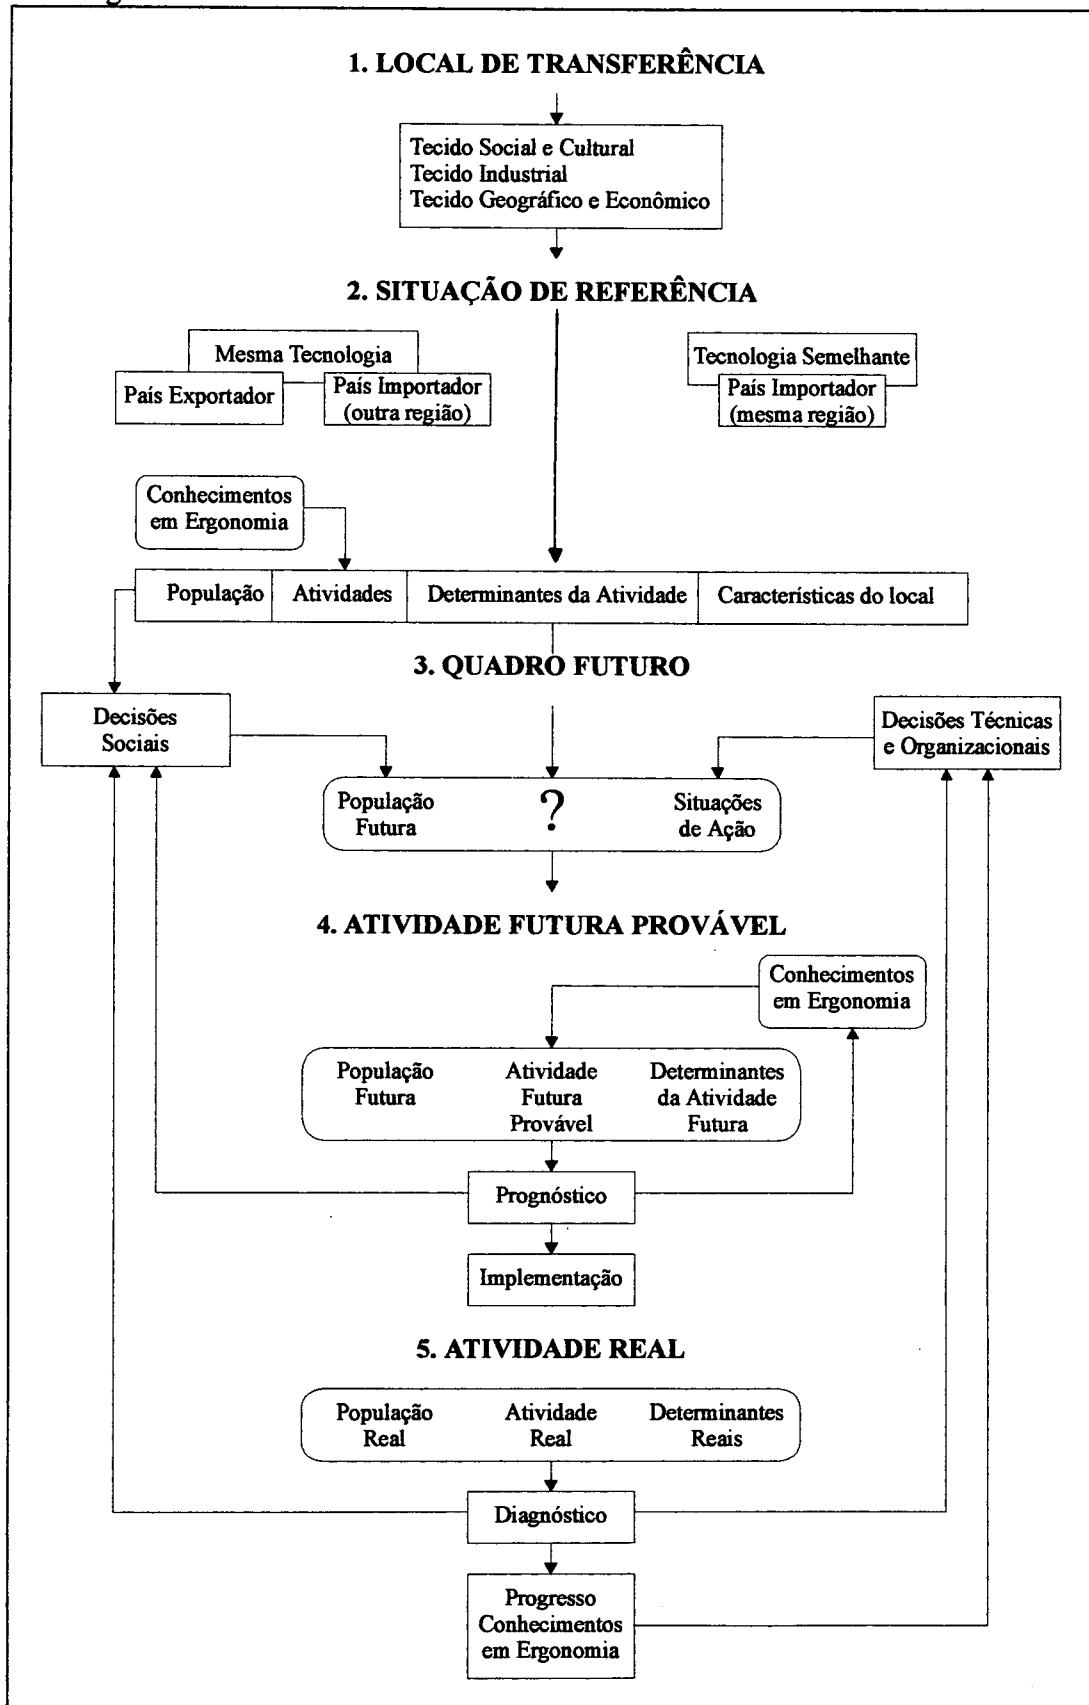 1. LOCAL DE TRANSFERÊNCIA
Tecido Social e Cultural
Tecido Industrial
Tecido Geográfico e Econômico
2. SITUAÇÃO DE REFERÊNCIA
Mesma Tecnologia
País Exportador
País Importador
(outra região)
Tecnologia Semelhante
País Importador
(mesma região)
Conhecimentos
em Ergonomia
População
Atividades
Determinantes da Atividade
Características do local
3. QUADRO FUTURO
Decisões
Sociais
Decisões Técnicas
e Organizacionais
População
Futura
?
Situações
de Ação
4. ATIVIDADE FUTURA PROVÁVEL
Conhecimentos
em Ergonomia
População
Futura
Atividade
Futura
Provável
Determinantes
da Atividade
Futura
Prognóstico
Implementação
5. ATIVIDADE REAL
População
Real
Atividade
Real
Determinantes
Reais
Diagnóstico
Progresso
Conhecimentos
em Ergonomia